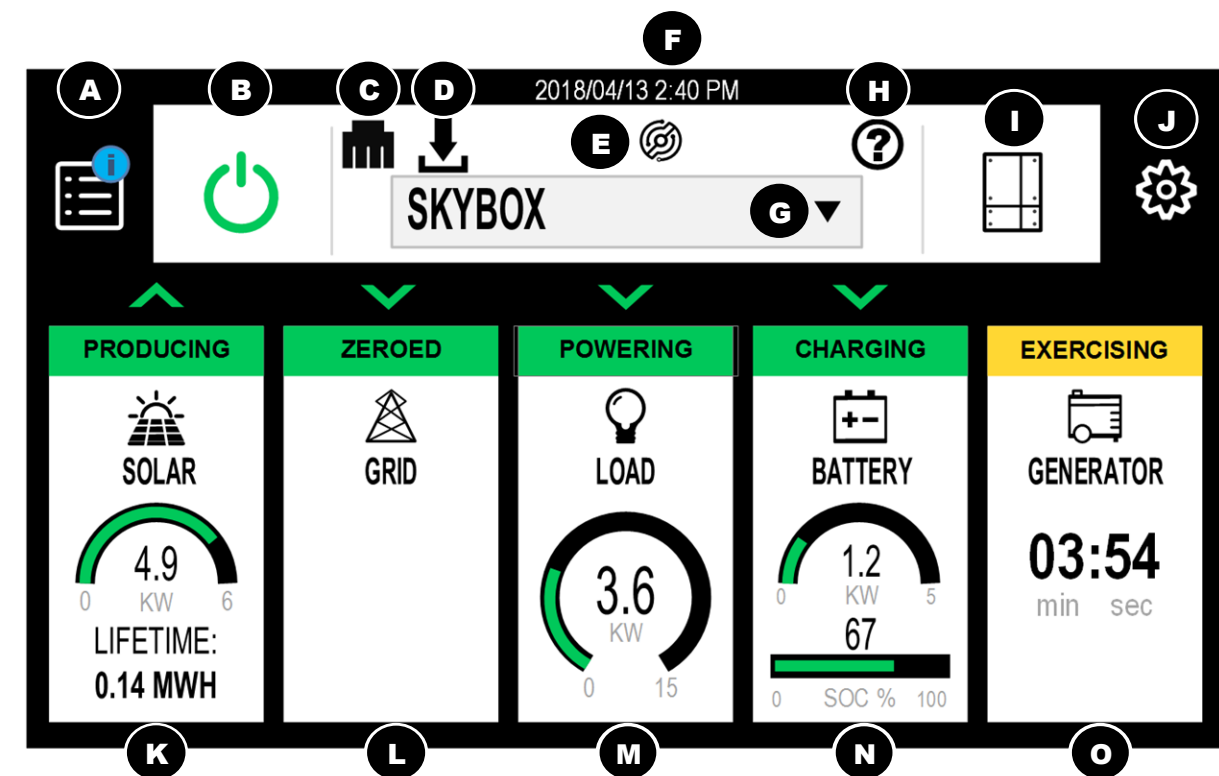 F
A B C D 2018/04/13 2:40 PM H I J
i E ?
SKYBOX G
PRODUCING ZEROED POWERING CHARGING EXERCISING
SOLAR GRID LOAD BATTERY GENERATOR
4.9
KW
0 6
LIFETIME:
0.14 MWH
3.6
KW
0 15
1.2
KW
0 5
67
0 SOC % 100
03:54
min sec
K L M N O